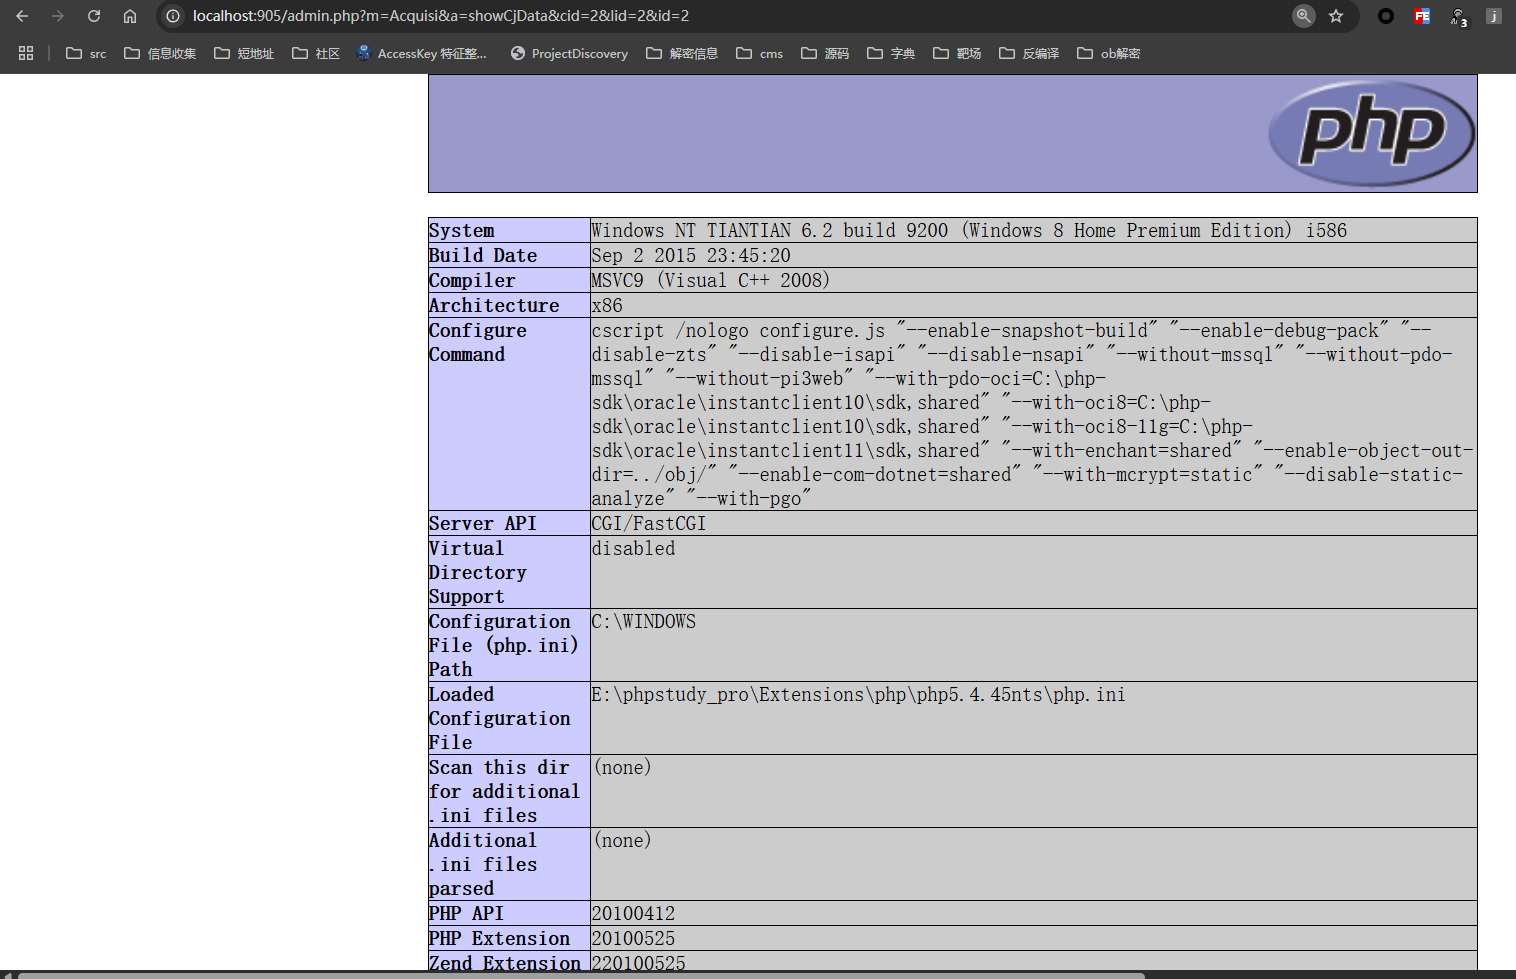 localhost:905/admin.php?m=Acquisi&a=showCjData&cid=2&lid=2&id=2
FE
3
j
src
信息收集
短地址
社区
AccessKey 特征整...
ProjectDiscovery
解密信息
cms
源码
字典
靶场
反编译
ob解密
php
System
Windows NT TIANTIAN 6.2 build 9200 (Windows 8 Home Premium Edition) i586
Build Date
Sep 2 2015 23:45:20
Compiler
MSVC9 (Visual C++ 2008)
Architecture
x86
Configure
Command
cscript /nologo configure.js "--enable-snapshot-build" "--enable-debug-pack" "--
disable-zts" "--disable-isapi" "--disable-nsapi" "--without-mssql" "--without-pdo-
mssql" "--without-pi3web" "--with-pdo-oci=C:\php-
sdk\oracle\instantclient10\sdk,shared" "--with-oci8=C:\php-
sdk\oracle\instantclient10\sdk,shared" "--with-oci8-11g=C:\php-
sdk\oracle\instantclient11\sdk,shared" "--with-enchant=shared" "--enable-object-out-
dir=../obj/" "--enable-com-dotnet=shared" "--with-mcrypt=static" "--disable-static-
analyze" "--with-pgo"
Server API
CGI/FastCGI
Virtual
Directory
Support
disabled
Configuration
File (php.ini)
Path
C:\WINDOWS
Loaded
Configuration
File
E:\phpstudy_pro\Extensions\php\php5.4.45nts\php.ini
Scan this dir
for additional
.ini files
(none)
Additional
.ini files
parsed
(none)
PHP API
20100412
PHP Extension
20100525
Zend Extension
220100525